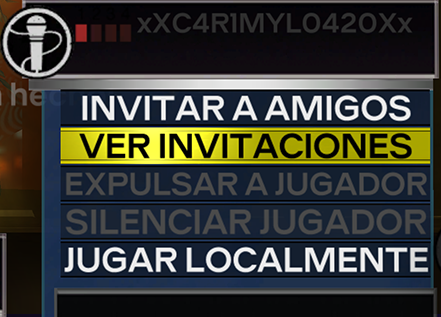 xXC4R1MYL0420Xx
INVITAR A AMIGOS
VER INVITACIONES
EXPULSAR A JUGADOR
SILENCIAR JUGADOR
JUGAR LOCALMENTE